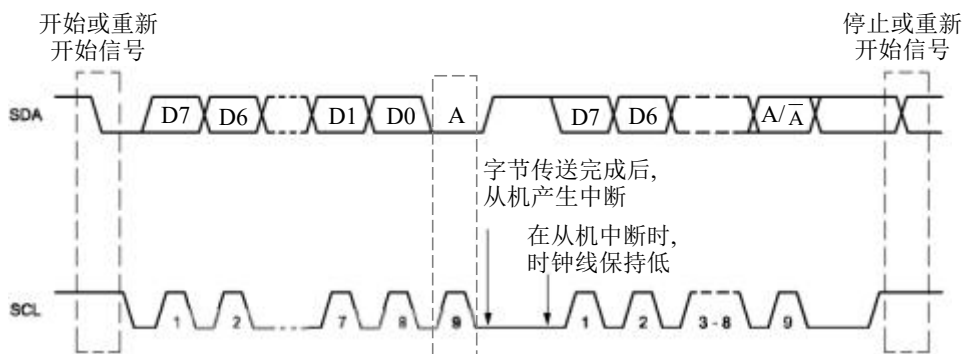 开始或重新
开始信号
停止或重新
开始信号
SDA
D7 D6 D1 D0 A D7 D6 A/A̅
字节传送完成后,
从机产生中断
在从机中断时,
时钟线保持低
SCL
1 2 7 8 9 1 2 3-8 9